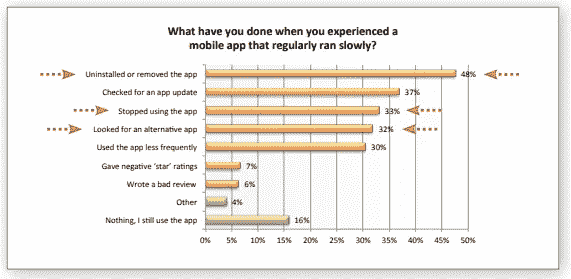 What have you done when you experienced a
mobile app that regularly ran slowly?
Uninstalled or removed the app 48%
Checked for an app update 37%
Stopped using the app 33%
Looked for an alternative app 32%
Used the app less frequently 30%
Gave negative 'star' ratings 7%
Wrote a bad review 6%
Other 4%
Nothing, I still use the app 16%
0% 5% 10% 15% 20% 25% 30% 35% 40% 45% 50%